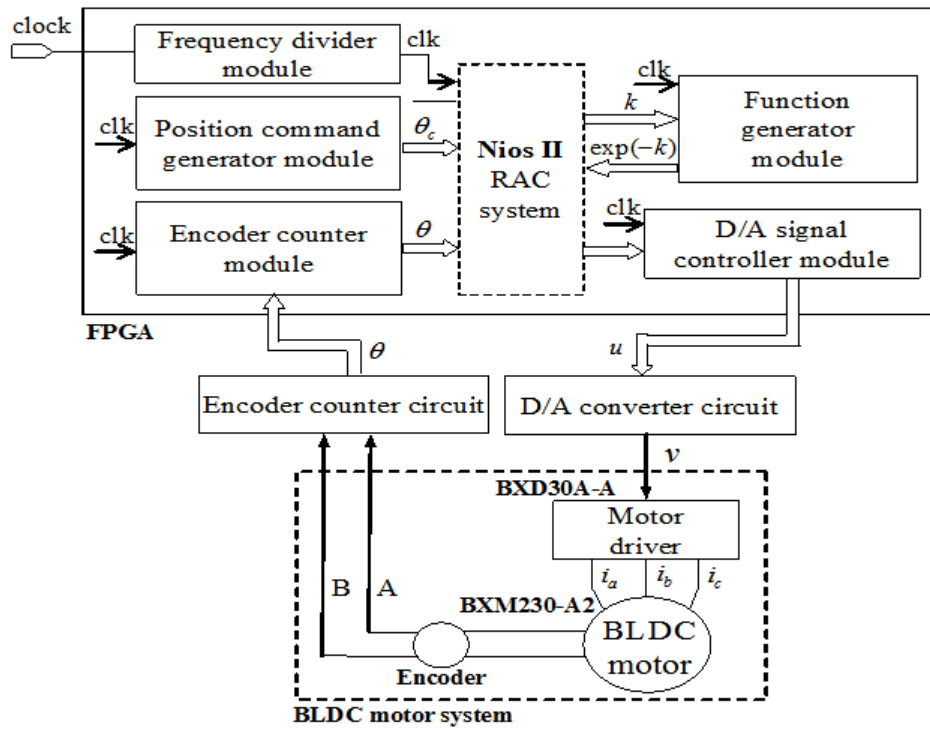 clock
Frequency divider
module
clk
clk
Position command
generator module
θc
Nios II
RAC
system
clk
k
exp(−k)
Function
generator
module
clk
Encoder counter
module
θ
clk
D/A signal
controller module
FPGA
θ
u
Encoder counter circuit
D/A converter circuit
v
BXD30A-A
Motor
driver
ia ib ic
B A
BXM230-A2
BLDC
motor
Encoder
BLDC motor system